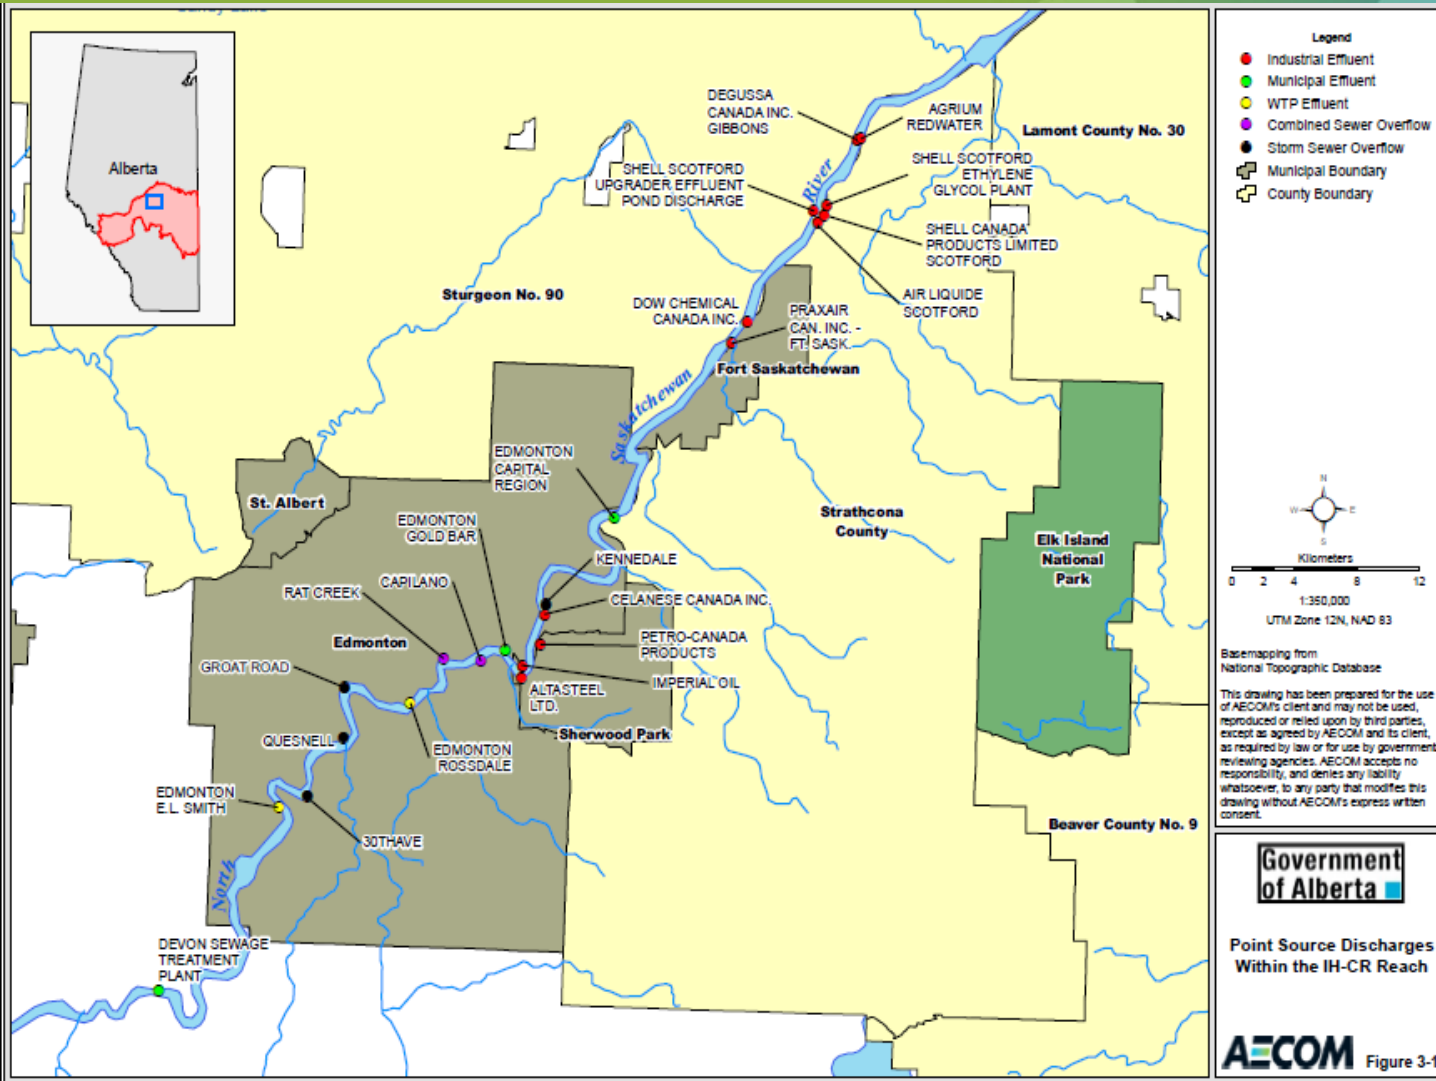 Alberta
DEGUSSA
CANADA INC.
GIBBONS
AGRIUM
REDWATER
Lamont County No. 30
SHELL SCOTFORD
UPGRADER EFFLUENT
POND DISCHARGE
River
SHELL SCOTFORD
ETHYLENE
GLYCOL PLANT
SHELL CANADA
PRODUCTS LIMITED
SCOTFORD
AIR LIQUIDE
SCOTFORD
Sturgeon No. 90
DOW CHEMICAL
CANADA INC.
PRAXAIR
CAN. INC. -
FT. SASK.
Fort Saskatchewan
Saskatchewan
EDMONTON
CAPITAL
REGION
St. Albert
EDMONTON
GOLD BAR
Strathcona
County
Elk Island
National
Park
KENNEDALE
CAPILANO
RAT CREEK
CELANESE CANADA INC.
Edmonton
PETRO-CANADA
PRODUCTS
GROAT ROAD
IMPERIAL OIL
ALTASTEEL
LTD.
Sherwood Park
QUESNELL
EDMONTON
ROSSDALE
EDMONTON
E.L. SMITH
30THAVE
Beaver County No. 9
North
DEVON SEWAGE
TREATMENT
PLANT
Legend
Industrial Effluent
Municipal Effluent
WTP Effluent
Combined Sewer Overflow
Storm Sewer Overflow
Municipal Boundary
County Boundary
N
W E
S
Kilometers
0 2 4 8 12
1:350,000
UTM Zone 12N, NAD 83
Basemapping from
National Topographic Database
This drawing has been prepared for the use
of AECOM's client and may not be used,
reproduced or relied upon by third parties,
except as agreed by AECOM and its client,
as required by law or for use by government
reviewing agencies. AECOM accepts no
responsibility, and denies any liability
whatsoever, to any party that modifies this
drawing without AECOM's express written
consent.
Government
of Alberta
Point Source Discharges
Within the IH-CR Reach
AECOM Figure 3-1